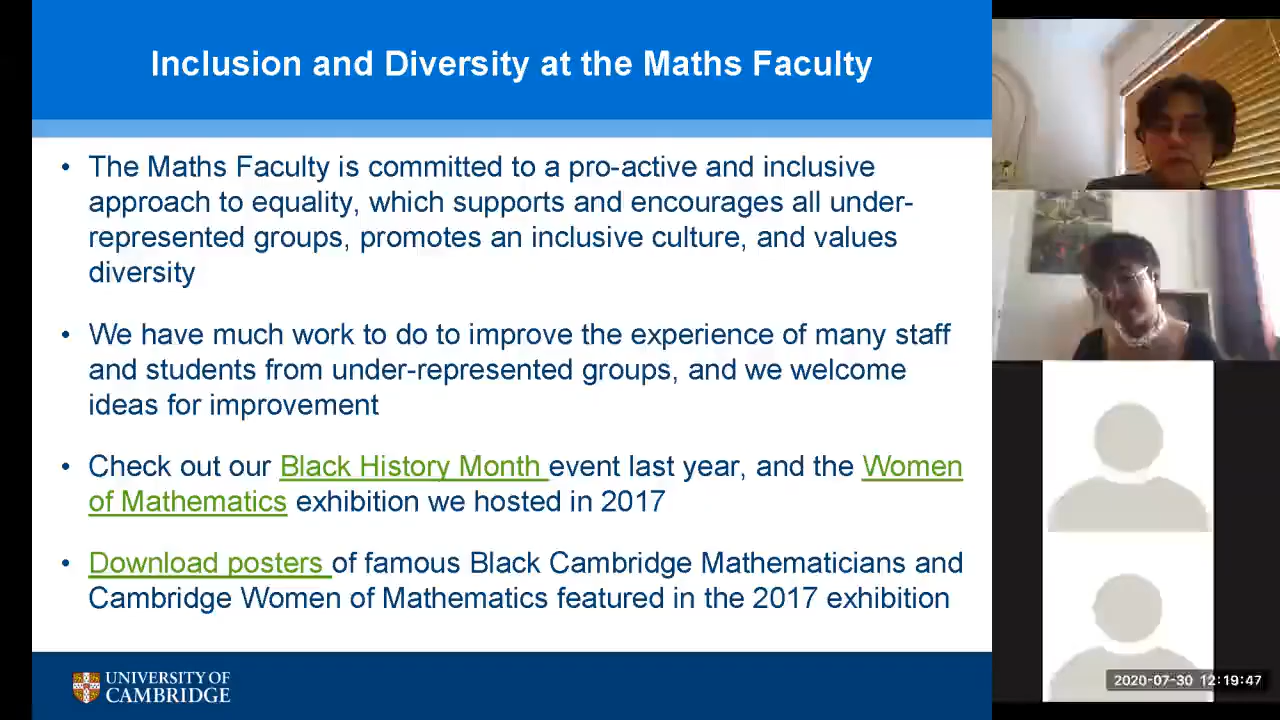 Inclusion and Diversity at the Maths Faculty
• The Maths Faculty is committed to a pro-active and inclusive
approach to equality, which supports and encourages all under-
represented groups, promotes an inclusive culture, and values
diversity
• We have much work to do to improve the experience of many staff
and students from under-represented groups, and we welcome
ideas for improvement
• Check out our Black History Month event last year, and the Women
of Mathematics exhibition we hosted in 2017
• Download posters of famous Black Cambridge Mathematicians and
Cambridge Women of Mathematics featured in the 2017 exhibition
UNIVERSITY OF
CAMBRIDGE
2020-07-30 12:19:47